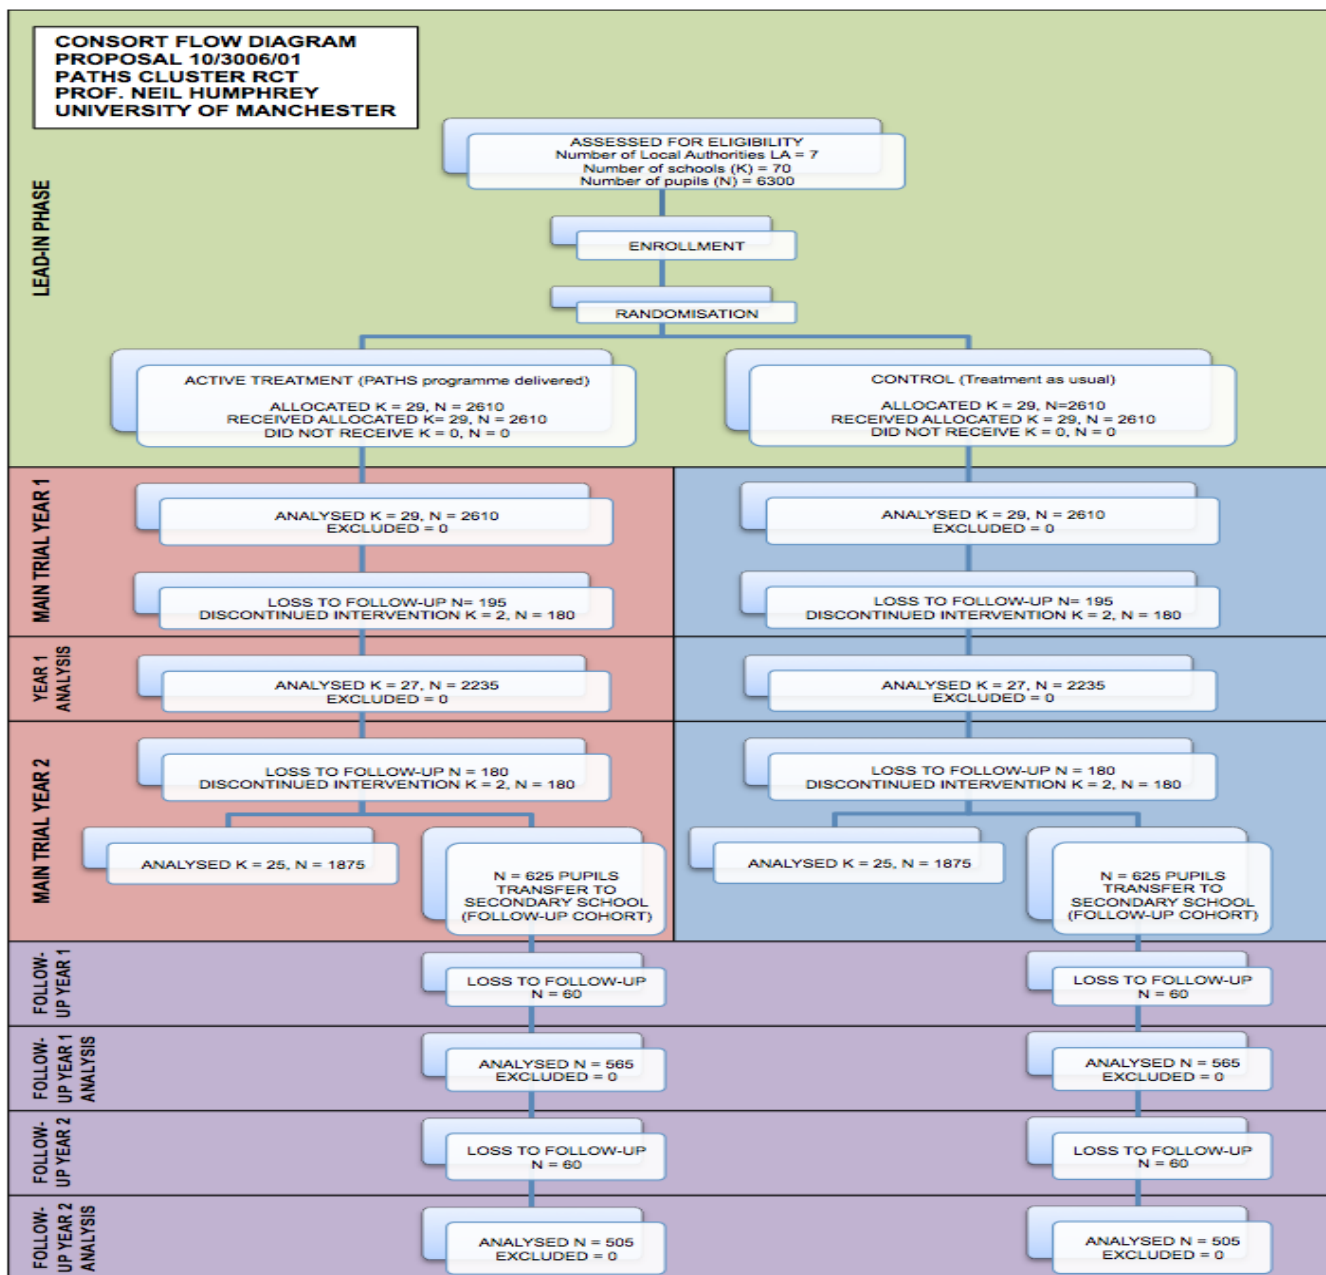 CONSORT FLOW DIAGRAM
PROPOSAL 10/3006/01
PATHS CLUSTER RCT
PROF. NEIL HUMPHREY
UNIVERSITY OF MANCHESTER
LEAD-IN PHASE
ASSESSED FOR ELIGIBILITY
Number of Local Authorities LA = 7
Number of schools (K) = 70
Number of pupils (N) = 6300
ENROLLMENT
RANDOMISATION
ACTIVE TREATMENT (PATHS programme delivered)
ALLOCATED K = 29, N = 2610
RECEIVED ALLOCATED K= 29, N = 2610
DID NOT RECEIVE K = 0, N = 0
CONTROL (Treatment as usual)
ALLOCATED K = 29, N=2610
RECEIVED ALLOCATED K = 29, N = 2610
DID NOT RECEIVE K = 0, N = 0
MAIN TRIAL YEAR 1
ANALYSED K = 29, N = 2610
EXCLUDED = 0
ANALYSED K = 29, N = 2610
EXCLUDED = 0
LOSS TO FOLLOW-UP N= 195
DISCONTINUED INTERVENTION K = 2, N = 180
LOSS TO FOLLOW-UP N= 195
DISCONTINUED INTERVENTION K = 2, N = 180
YEAR 1
ANALYSIS
ANALYSED K = 27, N = 2235
EXCLUDED = 0
ANALYSED K = 27, N = 2235
EXCLUDED = 0
MAIN TRIAL YEAR 2
LOSS TO FOLLOW-UP N = 180
DISCONTINUED INTERVENTION K = 2, N = 180
LOSS TO FOLLOW-UP N = 180
DISCONTINUED INTERVENTION K = 2, N = 180
ANALYSED K = 25, N = 1875
N = 625 PUPILS
TRANSFER TO
SECONDARY SCHOOL
(FOLLOW-UP COHORT)
ANALYSED K = 25, N = 1875
N = 625 PUPILS
TRANSFER TO
SECONDARY SCHOOL
(FOLLOW-UP COHORT)
FOLLOW-
UP YEAR 1
LOSS TO FOLLOW-UP
N = 60
LOSS TO FOLLOW-UP
N = 60
FOLLOW-
UP YEAR 1
ANALYSIS
ANALYSED N = 565
EXCLUDED = 0
ANALYSED N = 565
EXCLUDED = 0
FOLLOW-
UP YEAR 2
LOSS TO FOLLOW-UP
N = 60
LOSS TO FOLLOW-UP
N = 60
FOLLOW-
UP YEAR 2
ANALYSIS
ANALYSED N = 505
EXCLUDED = 0
ANALYSED N = 505
EXCLUDED = 0